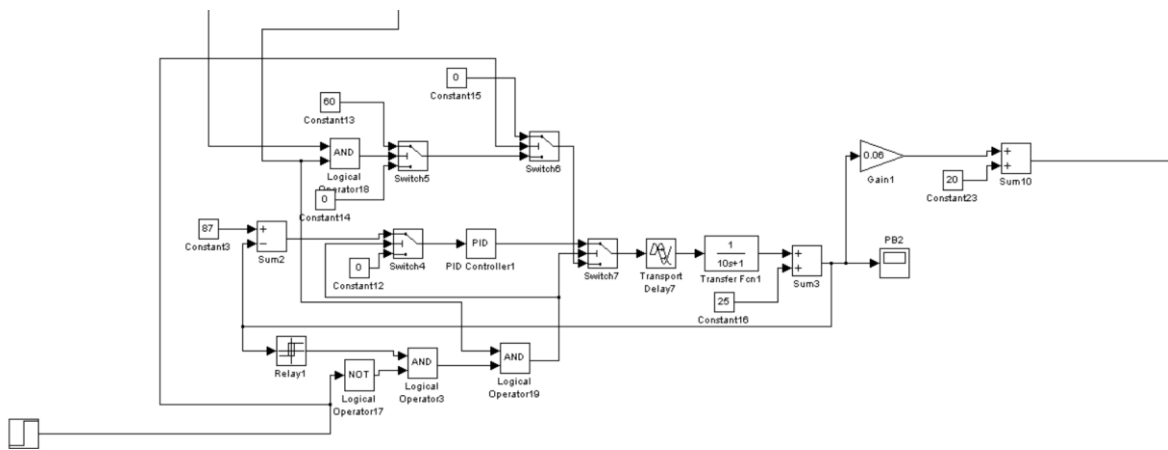 0
Constant15
60
Constant13
AND
Logical
Operator18
Switch5
Switch6
0
Constant14
0.06
Gain1
20
Constant23
+
+
Sum10
87
Constant3
+
−
Sum2
Switch4
0
Constant12
PID
PID Controller1
Switch7
Transport
Delay7
1
10s+1
Transfer Fcn1
+
+
Sum3
25
Constant16
PB2
Relay1
NOT
Logical
Operator17
AND
Logical
Operator3
AND
Logical
Operator19